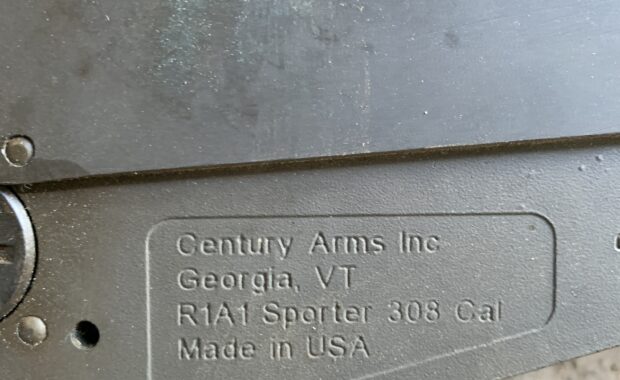 Century Arms Inc
Georgia, VT
R1A1 Sporter 308 Cal
Made in USA